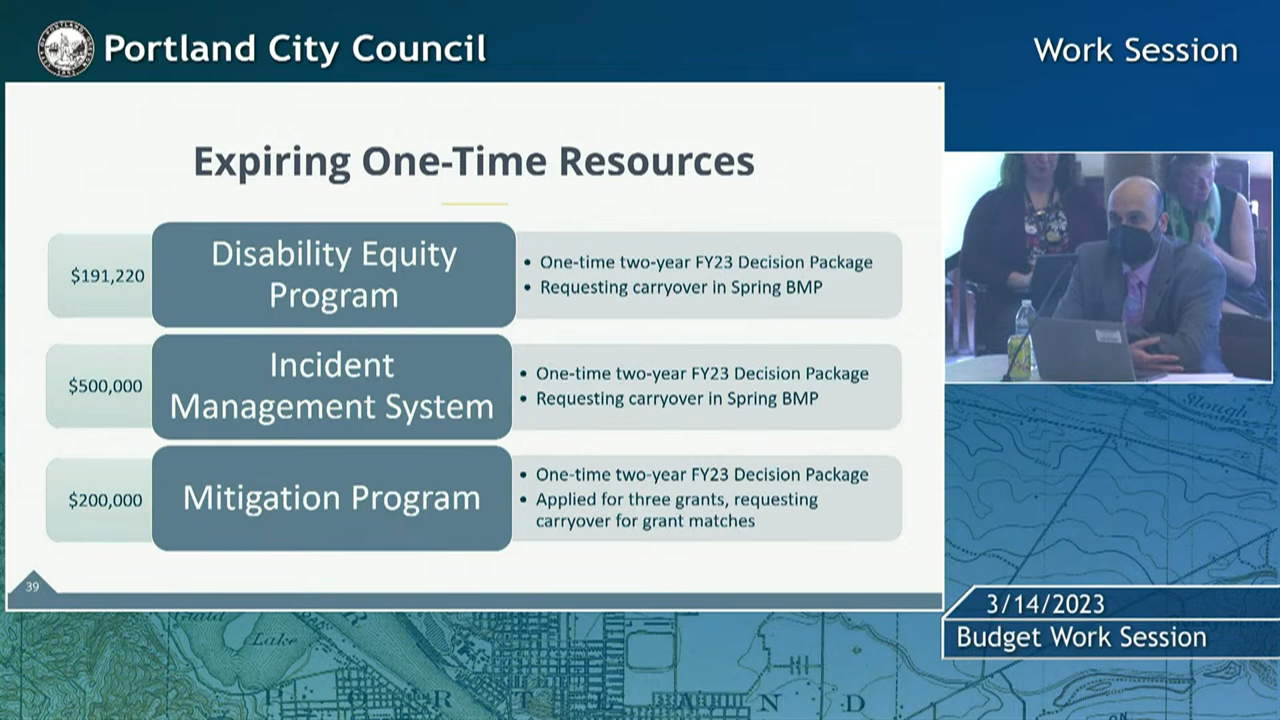 Portland City Council
Work Session
Expiring One-Time Resources
$191,220
Disability Equity
Program
• One-time two-year FY23 Decision Package
• Requesting carryover in Spring BMP
$500,000
Incident
Management System
• One-time two-year FY23 Decision Package
• Requesting carryover in Spring BMP
$200,000
Mitigation Program
• One-time two-year FY23 Decision Package
• Applied for three grants, requesting
carryover for grant matches
39
Slough
3/14/2023
Budget Work Session
Guild
Lake
P O R T L A N D